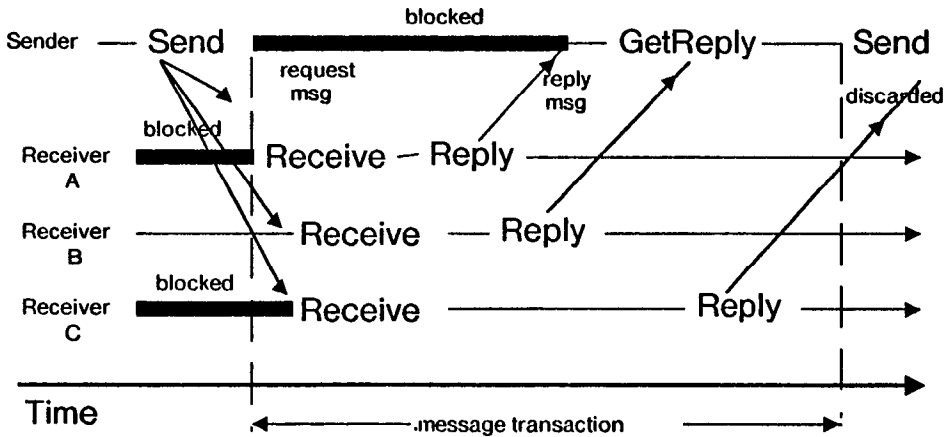 blocked
Sender Send GetReply Send
request
msg
reply
msg
discarded
blocked
Receiver
A
Receive Reply
Receiver
B
Receive Reply
blocked
Receiver
C
Receive Reply
Time
.message transaction